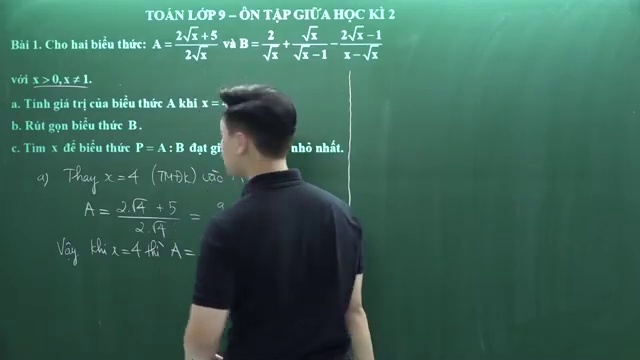 TOÁN LỚP 9 – ÔN TẬP GIỮA HỌC KÌ 2
Bài 1. Cho hai biểu thức: A = (2√x + 5)/(2√x) và B = 2/√x + √x/(√x − 1) − (2√x − 1)/(x − √x)
với x > 0, x ≠ 1.
a. Tính giá trị của biểu thức A khi x =
b. Rút gọn biểu thức B.
c. Tìm x để biểu thức P = A : B đạt nhỏ nhất.
a) Thay x = 4 (TMĐK) vào
A = (2.√4 + 5)/(2.√4) =
Vậy khi x = 4 thì A =